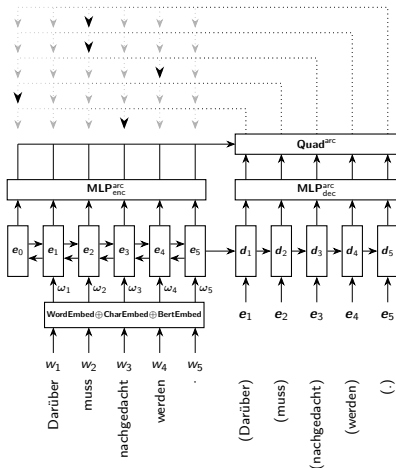 Quad^arc
MLP^arc_enc MLP^arc_dec
e₀ e₁ e₂ e₃ e₄ e₅ d₁ d₂ d₃ d₄ d₅
ω₁ ω₂ ω₃ ω₄ ω₅
WordEmbed⊕CharEmbed⊕BertEmbed
e₁ e₂ e₃ e₄ e₅
w₁ w₂ w₃ w₄ w₅
Darüber muss nachgedacht werden .
(Darüber) (muss) (nachgedacht) (werden) (.)